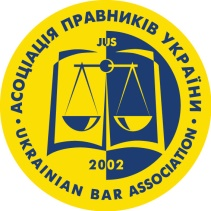 АСОЦІАЦІЯ ПРАВНИКІВ УКРАЇНИ
JUS
2002
UKRAINIAN BAR ASSOCIATION